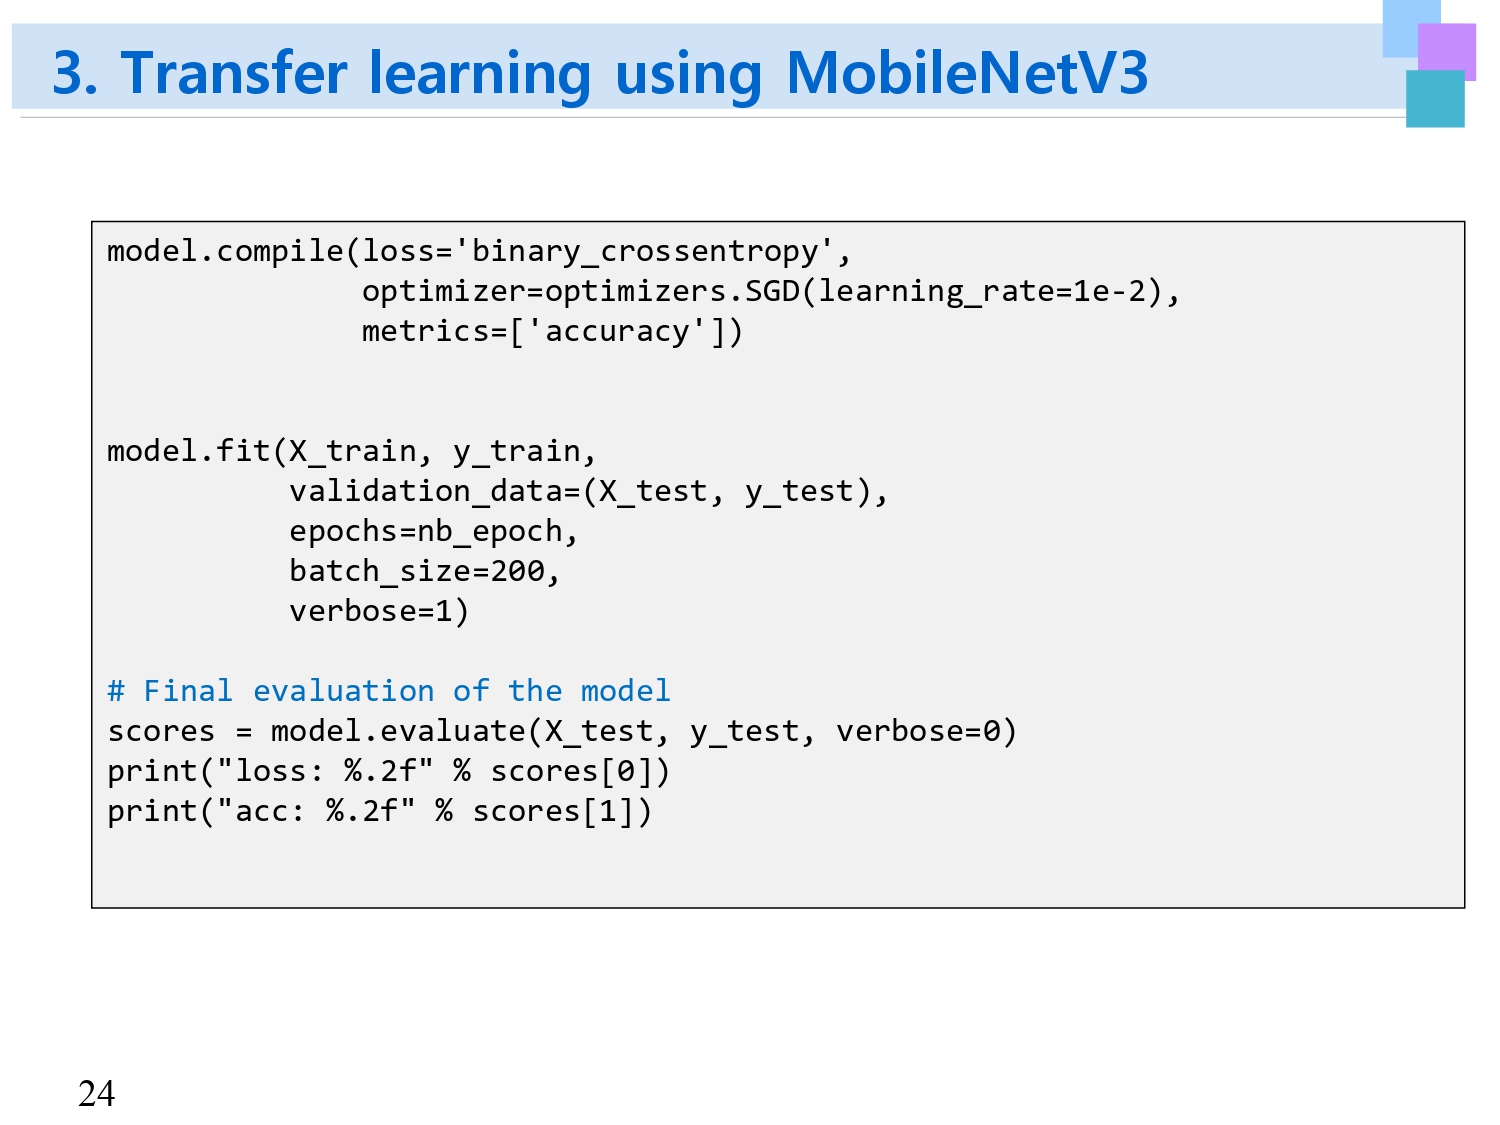 3. Transfer learning using MobileNetV3
model.compile(loss='binary_crossentropy',
              optimizer=optimizers.SGD(learning_rate=1e-2),
              metrics=['accuracy'])
model.fit(X_train, y_train,
          validation_data=(X_test, y_test),
          epochs=nb_epoch,
          batch_size=200,
          verbose=1)
# Final evaluation of the model
scores = model.evaluate(X_test, y_test, verbose=0)
print("loss: %.2f" % scores[0])
print("acc: %.2f" % scores[1])
24